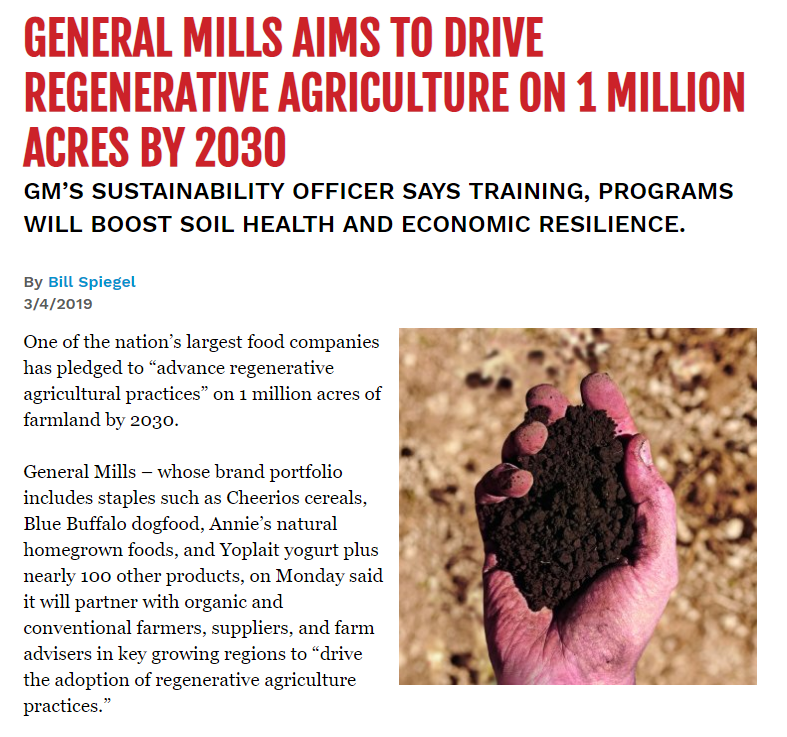 GENERAL MILLS AIMS TO DRIVE
REGENERATIVE AGRICULTURE ON 1 MILLION
ACRES BY 2030
GM’S SUSTAINABILITY OFFICER SAYS TRAINING, PROGRAMS
WILL BOOST SOIL HEALTH AND ECONOMIC RESILIENCE.
By Bill Spiegel
3/4/2019
One of the nation’s largest food companies
has pledged to “advance regenerative
agricultural practices” on 1 million acres of
farmland by 2030.
General Mills – whose brand portfolio
includes staples such as Cheerios cereals,
Blue Buffalo dogfood, Annie’s natural
homegrown foods, and Yoplait yogurt plus
nearly 100 other products, on Monday said
it will partner with organic and
conventional farmers, suppliers, and farm
advisers in key growing regions to “drive
the adoption of regenerative agriculture
practices.”